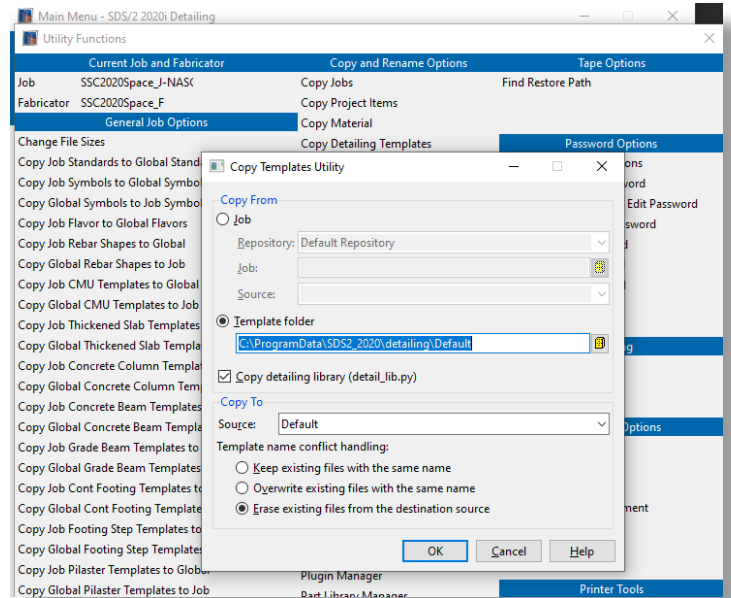 Main Menu - SDS/2 2020i Detailing
Utility Functions
Current Job and Fabricator
Job SSC2020Space_J-NAS(
Fabricator SSC2020Space_F
General Job Options
Change File Sizes
Copy Job Standards to Global Stand
Copy Job Symbols to Global Symbo
Copy Global Symbols to Job Symbo
Copy Job Flavor to Global Flavors
Copy Job Rebar Shapes to Global
Copy Global Rebar Shapes to Job
Copy Job CMU Templates to Global
Copy Global CMU Templates to Job
Copy Job Thickened Slab Templates
Copy Global Thickened Slab Templa
Copy Job Concrete Column Templat
Copy Global Concrete Column Tem
Copy Job Concrete Beam Templates
Copy Global Concrete Beam Templa
Copy Job Grade Beam Templates to
Copy Global Grade Beam Templates
Copy Job Cont Footing Templates to
Copy Global Cont Footing Template
Copy Job Footing Step Templates to
Copy Global Footing Step Templates
Copy Job Pilaster Templates to Globa
Copy Global Pilaster Templates to Job
Copy and Rename Options
Copy Jobs
Copy Project Items
Copy Material
Copy Detailing Templates
Plugin Manager
Part Library Manager
Tape Options
Find Restore Path
Password Options
ons
vord
Edit Password
sword
g
Options
ment
Printer Tools
Copy Templates Utility
Copy From
Job
Repository: Default Repository
Job:
Source:
Template folder
C:\ProgramData\SDS2_2020\detailing\Default
Copy detailing library (detail_lib.py)
Copy To
Source: Default
Template name conflict handling:
Keep existing files with the same name
Overwrite existing files with the same name
Erase existing files from the destination source
OK Cancel Help